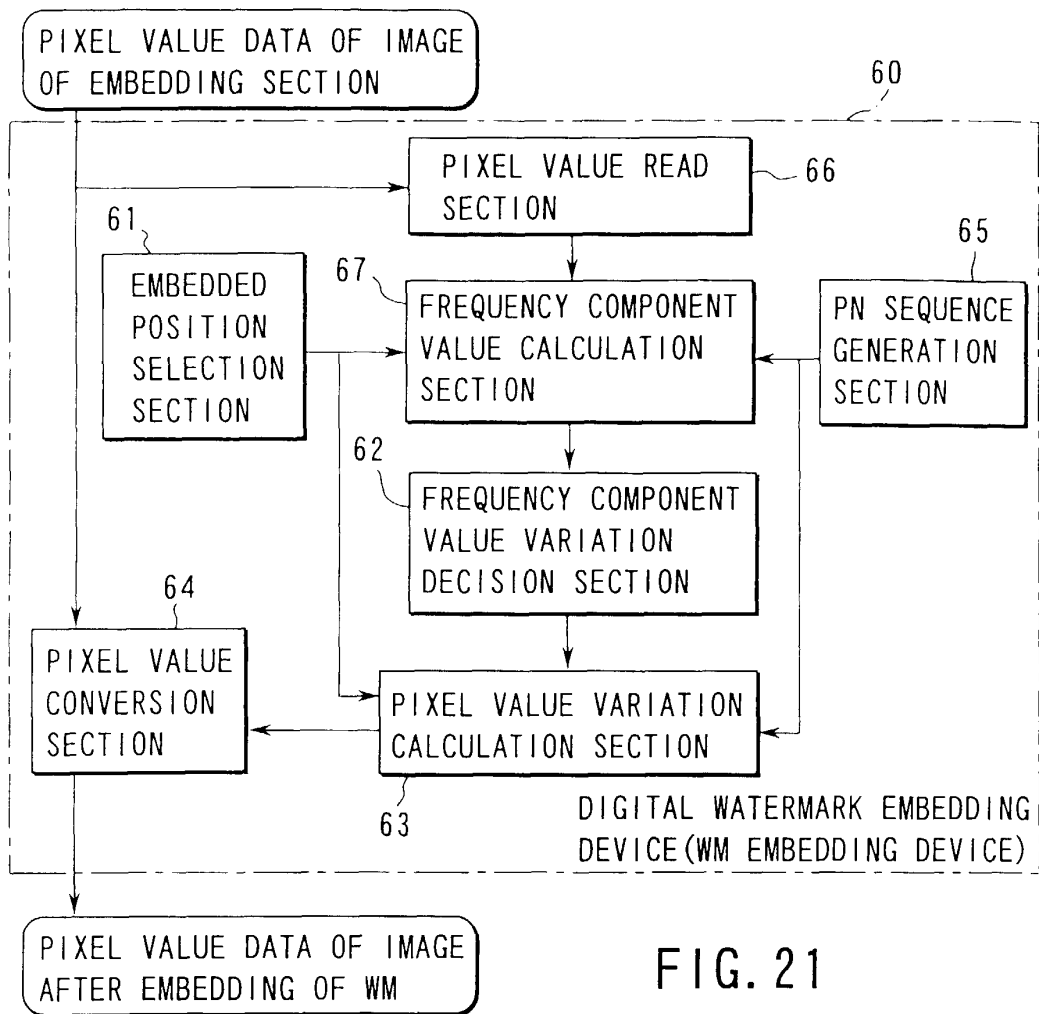 PIXEL VALUE DATA OF IMAGE
OF EMBEDDING SECTION
60
PIXEL VALUE READ
SECTION
66
61
EMBEDDED
POSITION
SELECTION
SECTION
67
FREQUENCY COMPONENT
VALUE CALCULATION
SECTION
65
PN SEQUENCE
GENERATION
SECTION
62
FREQUENCY COMPONENT
VALUE VARIATION
DECISION SECTION
64
PIXEL VALUE
CONVERSION
SECTION
PIXEL VALUE VARIATION
CALCULATION SECTION
63
DIGITAL WATERMARK EMBEDDING
DEVICE(WM EMBEDDING DEVICE)
PIXEL VALUE DATA OF IMAGE
AFTER EMBEDDING OF WM
FIG.21